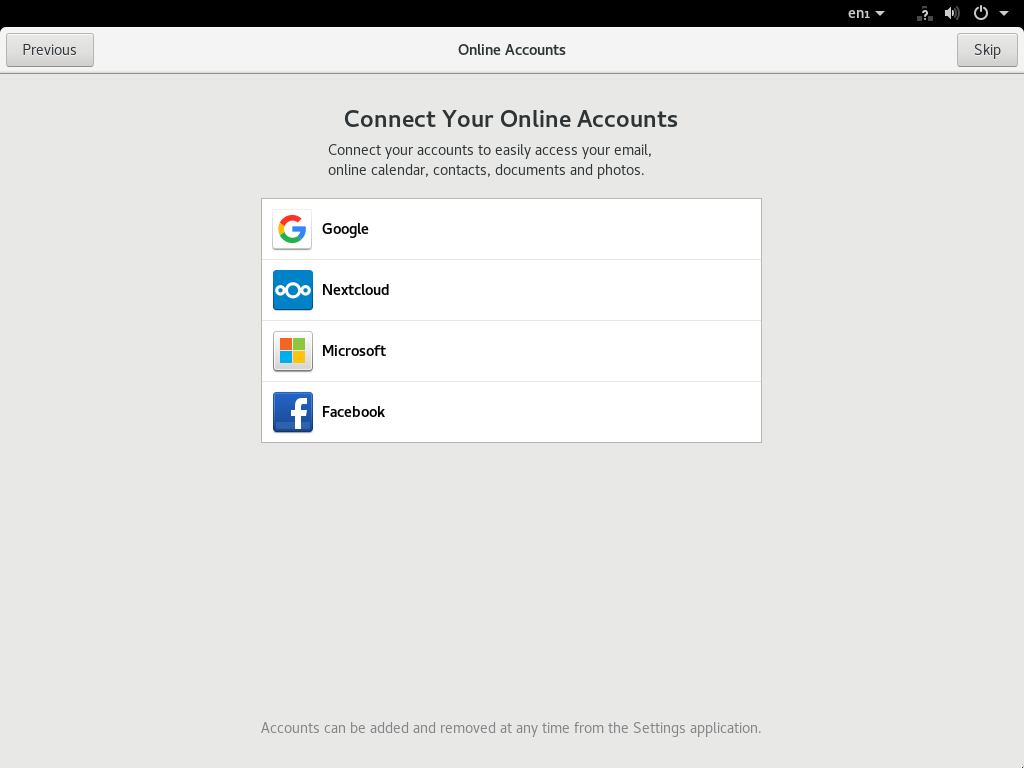 en₁
Previous
Online Accounts
Skip
Connect Your Online Accounts
Connect your accounts to easily access your email,
online calendar, contacts, documents and photos.
Google
Nextcloud
Microsoft
Facebook
Accounts can be added and removed at any time from the Settings application.